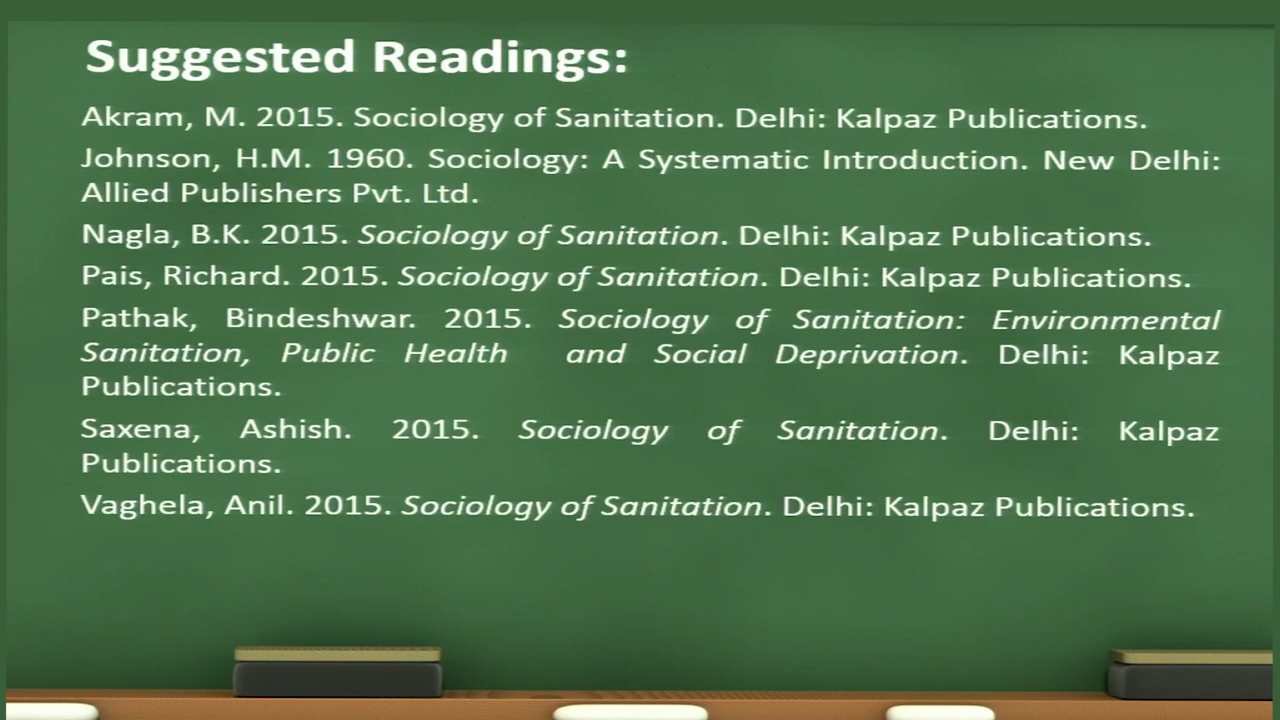 Suggested Readings:
Akram, M. 2015. Sociology of Sanitation. Delhi: Kalpaz Publications.
Johnson, H.M. 1960. Sociology: A Systematic Introduction. New Delhi:
Allied Publishers Pvt. Ltd.
Nagla, B.K. 2015. Sociology of Sanitation. Delhi: Kalpaz Publications.
Pais, Richard. 2015. Sociology of Sanitation. Delhi: Kalpaz Publications.
Pathak, Bindeshwar. 2015. Sociology of Sanitation: Environmental
Sanitation, Public Health and Social Deprivation. Delhi: Kalpaz
Publications.
Saxena, Ashish. 2015. Sociology of Sanitation. Delhi: Kalpaz
Publications.
Vaghela, Anil. 2015. Sociology of Sanitation. Delhi: Kalpaz Publications.